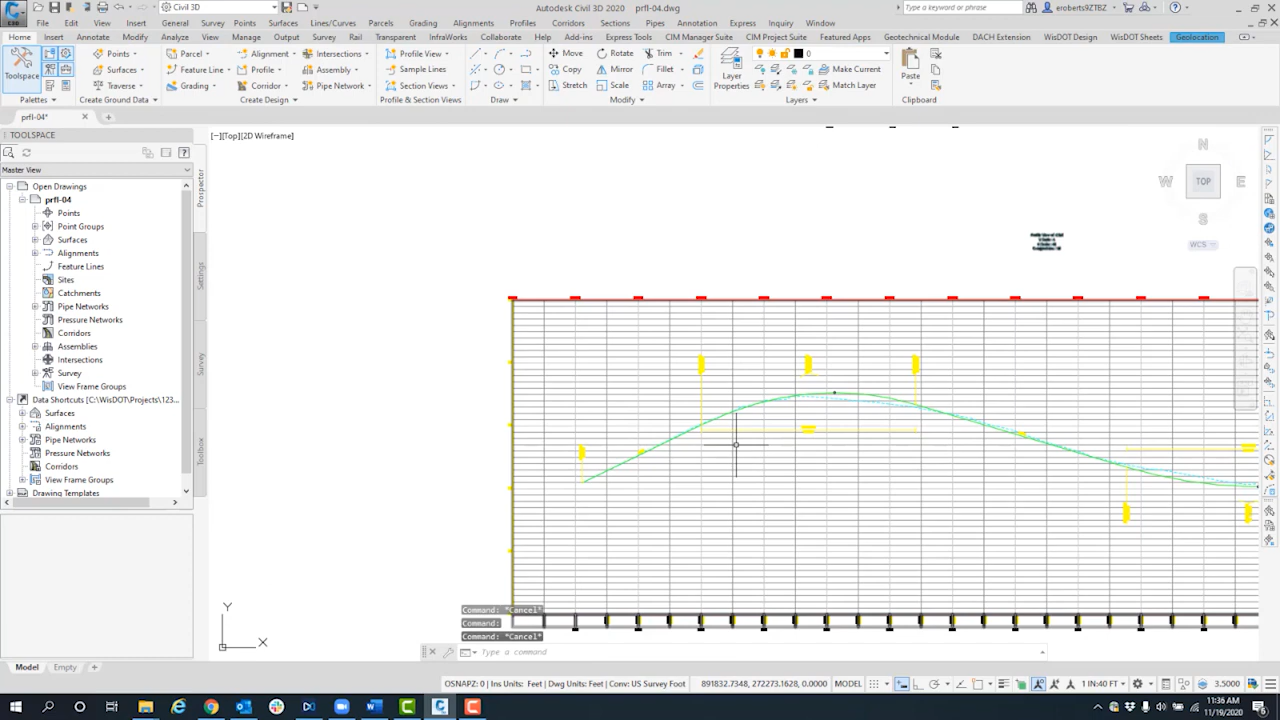 Civil 3D
Autodesk Civil 3D 2020 prfl-04.dwg
Type a keyword or phrase
eroberts9ZTBZ
File Edit View Insert General Survey Points Surfaces Lines/Curves Parcels Grading Alignments Profiles Corridors Sections Pipes Annotation Express Inquiry Window
Home Insert Annotate Modify Analyze View Manage Output Survey Rail Transparent InfraWorks Collaborate Help Add-ins Express Tools CIM Manager Suite CIM Project Suite Featured Apps Geotechnical Module DACH Extension WisDOT Design WisDOT Sheets Geolocation
Points Parcel Alignment Intersections Profile View Move Rotate Trim 0
Toolspace Surfaces Feature Line Profile Assembly Sample Lines Copy Mirror Fillet Layer Properties Make Current Paste
Traverse Grading Corridor Pipe Network Section Views Stretch Scale Array Match Layer
Palettes Create Ground Data Create Design Profile & Section Views Draw Modify Layers Clipboard
prfl-04*
TOOLSPACE
[−][Top][2D Wireframe]
Master View
Open Drawings
prfl-04
Points
Point Groups
Surfaces
Alignments
Feature Lines
Sites
Catchments
Pipe Networks
Pressure Networks
Corridors
Assemblies
Intersections
Survey
View Frame Groups
Data Shortcuts [C:\WisDOT\Projects\123...
Surfaces
Alignments
Pipe Networks
Pressure Networks
Corridors
View Frame Groups
Drawing Templates
Prospector
Settings
Survey
Toolbox
N
W TOP E
S
WCS
Y
X
Command: *Cancel*
Command:
Command: *Cancel*
Type a command
Model Empty
OSNAPZ: 0 | Ins Units: Feet | Dwg Units: Feet | Conv: US Survey Foot 891832.7348, 272273.1628, 0.0000 MODEL 1 IN:40 FT 3.5000
11:36 AM
11/19/2020